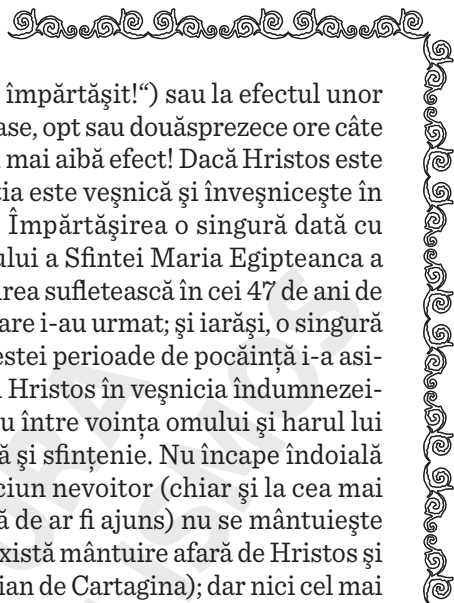 împărtăşit!“) sau la efectul unor
ase, opt sau douăsprezece ore câte
mai aibă efect! Dacă Hristos este
ţia este veşnică şi înveşniceşte în
Împărtăşirea o singură dată cu
ului a Sfintei Maria Egipteanca a
area sufletească în cei 47 de ani de
are i-au urmat; şi iarăşi, o singură
estei perioade de pocăinţă i-a asi-
Hristos în veşnicia îndumnezei-
u între voinţa omului şi harul lui
ă şi sfinţenie. Nu încape îndoială
ciun nevoitor (chiar şi la cea mai
ă de ar fi ajuns) nu se mântuieşte
xistă mântuire afară de Hristos şi
ian de Cartagina); dar nici cel mai